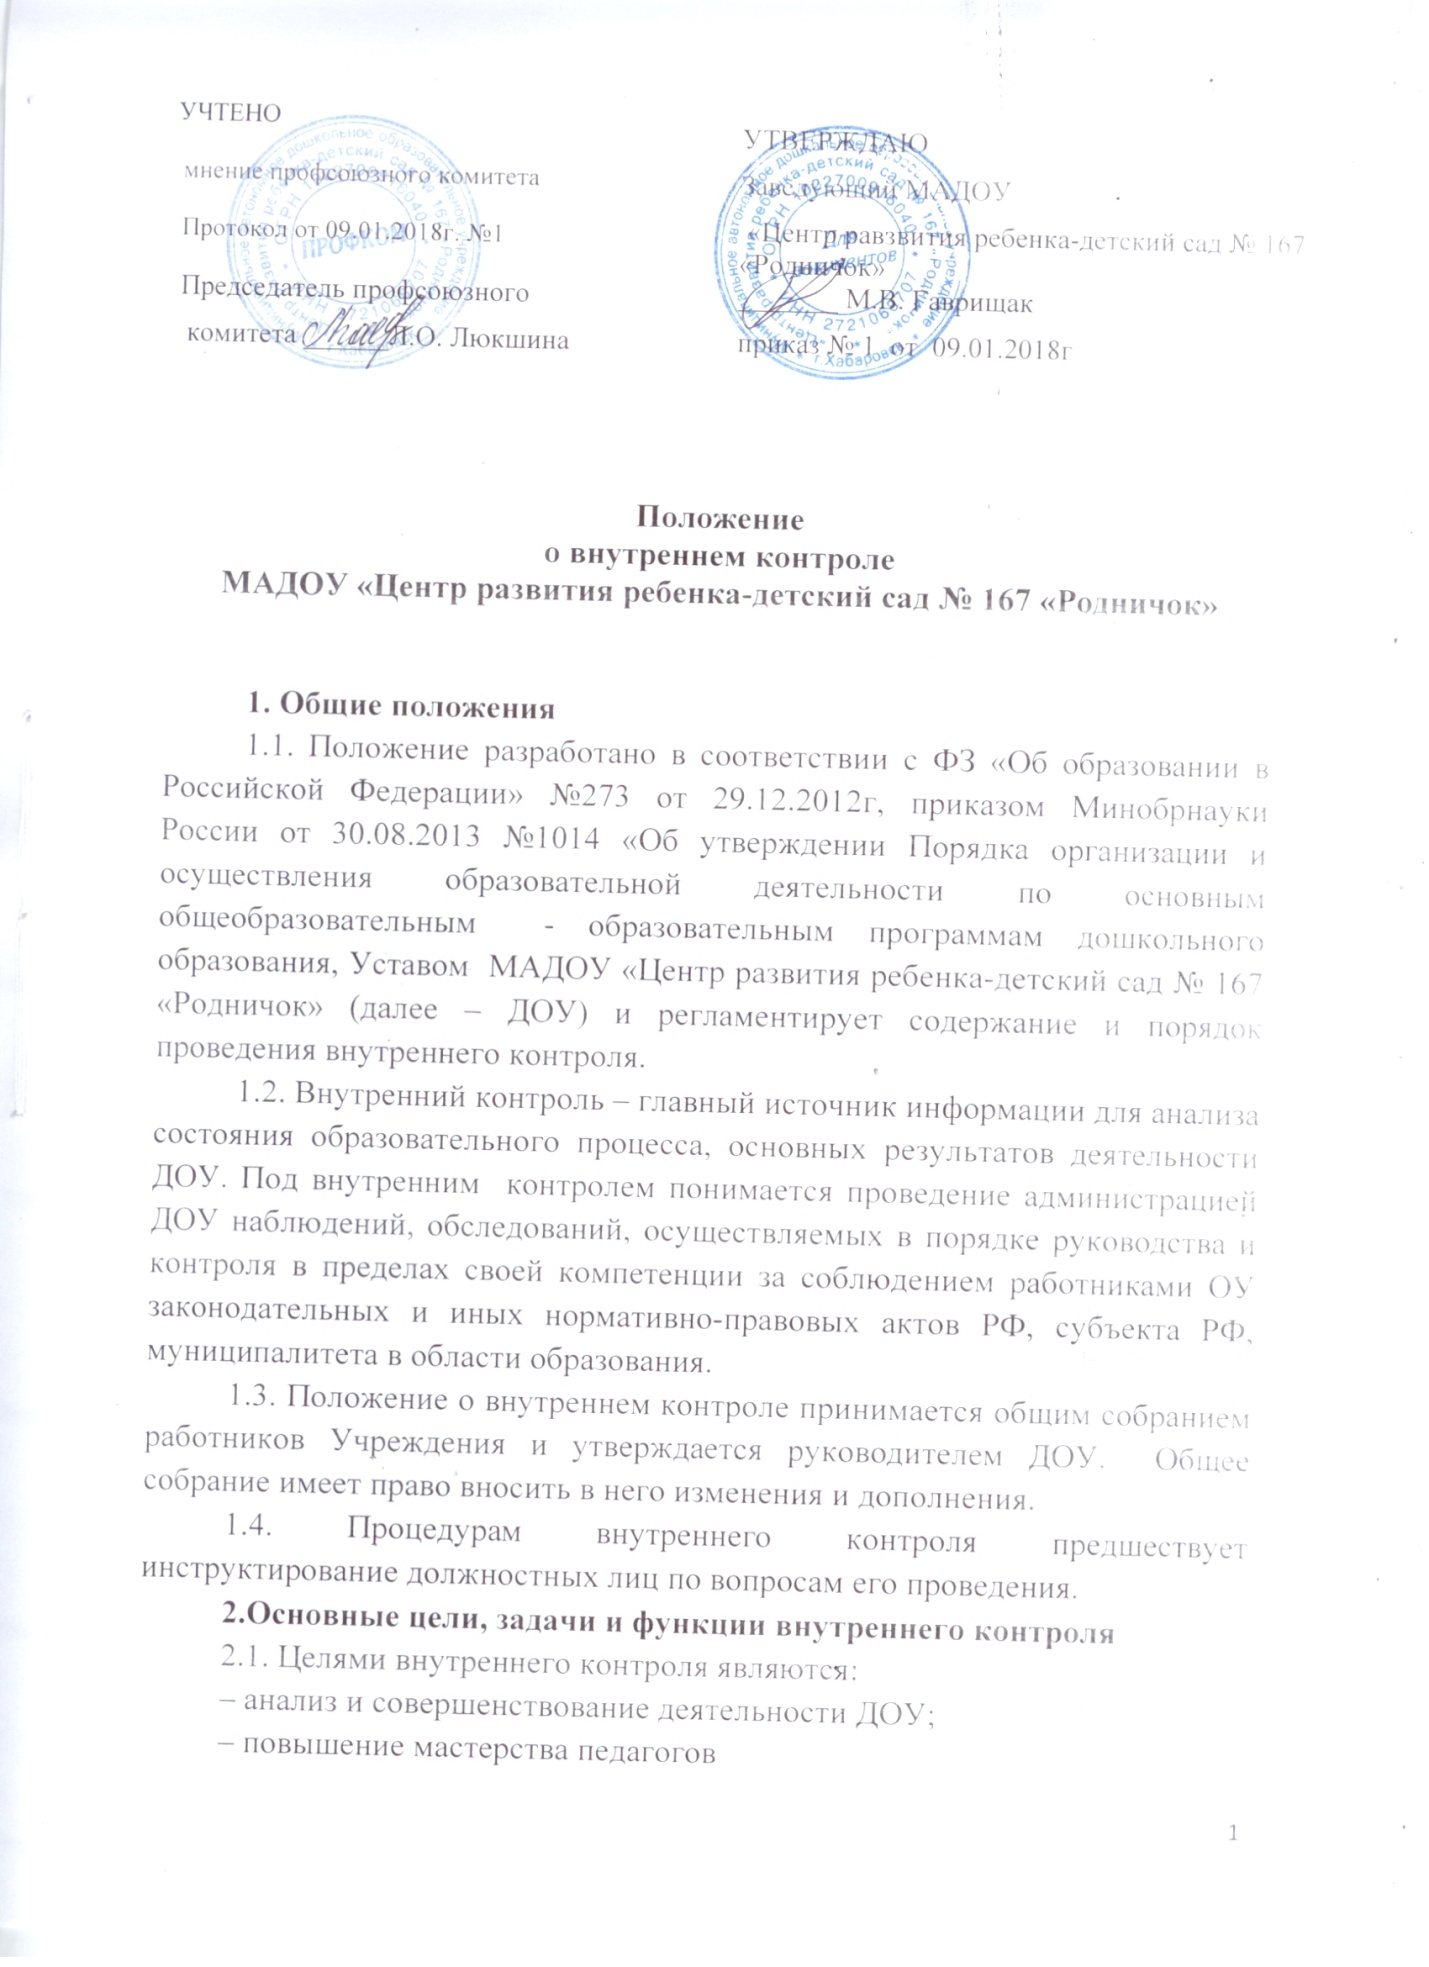 УЧТЕНО
мнение профсоюзного комитета
Протокол от 09.01.2018г. №1
Председатель профсоюзного
комитета Л.О. Люкшина
УТВЕРЖДАЮ
Заведующий МАДОУ
«Центр равзвития ребенка-детский сад № 167
«Родничок»
М.В. Гаврищак
приказ № 1 от 09.01.2018г
ПРОФКОМ
Для
документов
Положение
о внутреннем контроле
МАДОУ «Центр развития ребенка-детский сад № 167 «Родничок»
1. Общие положения
1.1. Положение разработано в соответствии с ФЗ «Об образовании в
Российской Федерации» №273 от 29.12.2012г, приказом Минобрнауки
России от 30.08.2013 №1014 «Об утверждении Порядка организации и
осуществления образовательной деятельности по основным
общеобразовательным - образовательным программам дошкольного
образования, Уставом МАДОУ «Центр развития ребенка-детский сад № 167
«Родничок» (далее – ДОУ) и регламентирует содержание и порядок
проведения внутреннего контроля.
1.2. Внутренний контроль – главный источник информации для анализа
состояния образовательного процесса, основных результатов деятельности
ДОУ. Под внутренним контролем понимается проведение администрацией
ДОУ наблюдений, обследований, осуществляемых в порядке руководства и
контроля в пределах своей компетенции за соблюдением работниками ОУ
законодательных и иных нормативно-правовых актов РФ, субъекта РФ,
муниципалитета в области образования.
1.3. Положение о внутреннем контроле принимается общим собранием
работников Учреждения и утверждается руководителем ДОУ. Общее
собрание имеет право вносить в него изменения и дополнения.
1.4. Процедурам внутреннего контроля предшествует
инструктирование должностных лиц по вопросам его проведения.
2.Основные цели, задачи и функции внутреннего контроля
2.1. Целями внутреннего контроля являются:
– анализ и совершенствование деятельности ДОУ;
– повышение мастерства педагогов
1